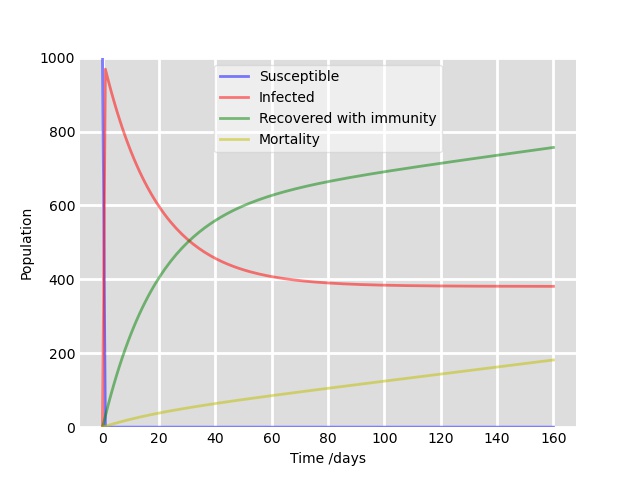 1000
800
600
400
200
0
Population
Susceptible
Infected
Recovered with immunity
Mortality
0 20 40 60 80 100 120 140 160
Time /days